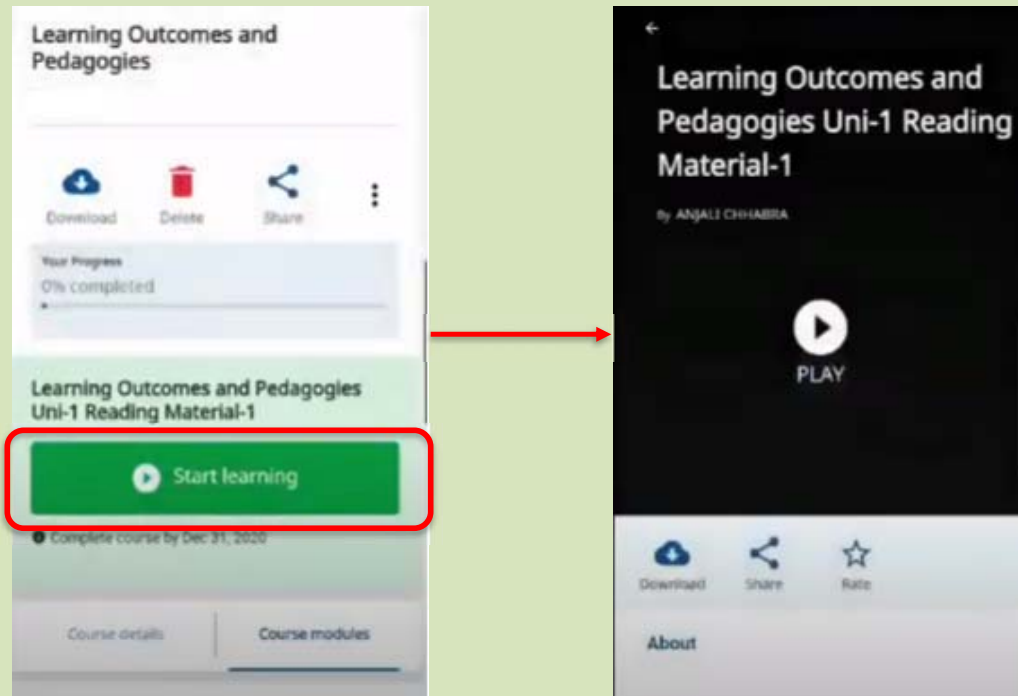 Learning Outcomes and
Pedagogies
Download Delete Share
Your Progress
0% completed
Learning Outcomes and Pedagogies
Uni-1 Reading Material-1
Start learning
Complete course by Dec 31, 2020
Course details Course modules
Learning Outcomes and
Pedagogies Uni-1 Reading
Material-1
By ANJALI CHHABRA
PLAY
Download Share Rate
About